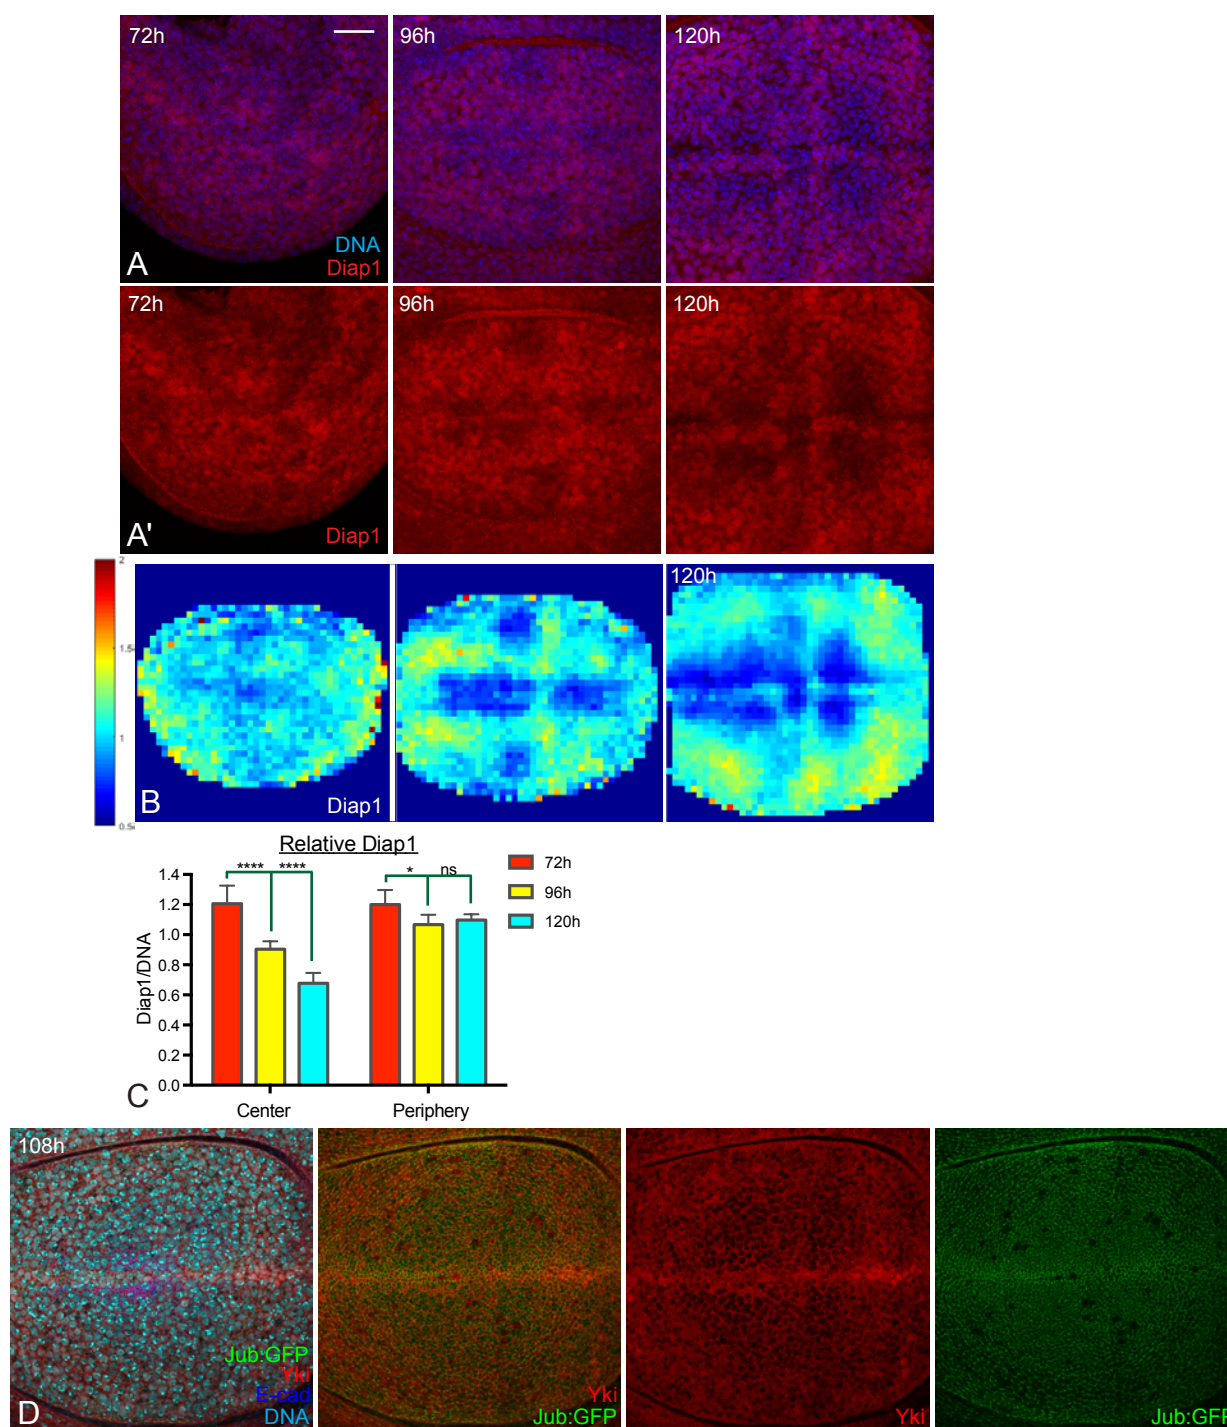 72h
96h
120h
DNA
Diap1
A
72h
96h
120h
A'
Diap1
2
1.5
1
0.5
120h
B
Diap1
Relative Diap1
**** ****
* ns
72h
96h
120h
1.4
1.2
1.0
0.8
0.6
0.4
0.2
0.0
Diap1/DNA
C
Center
Periphery
108h
Jub:GFP
Yki
E-cad
DNA
D
Yki
Jub:GFP
Yki
Jub:GFP